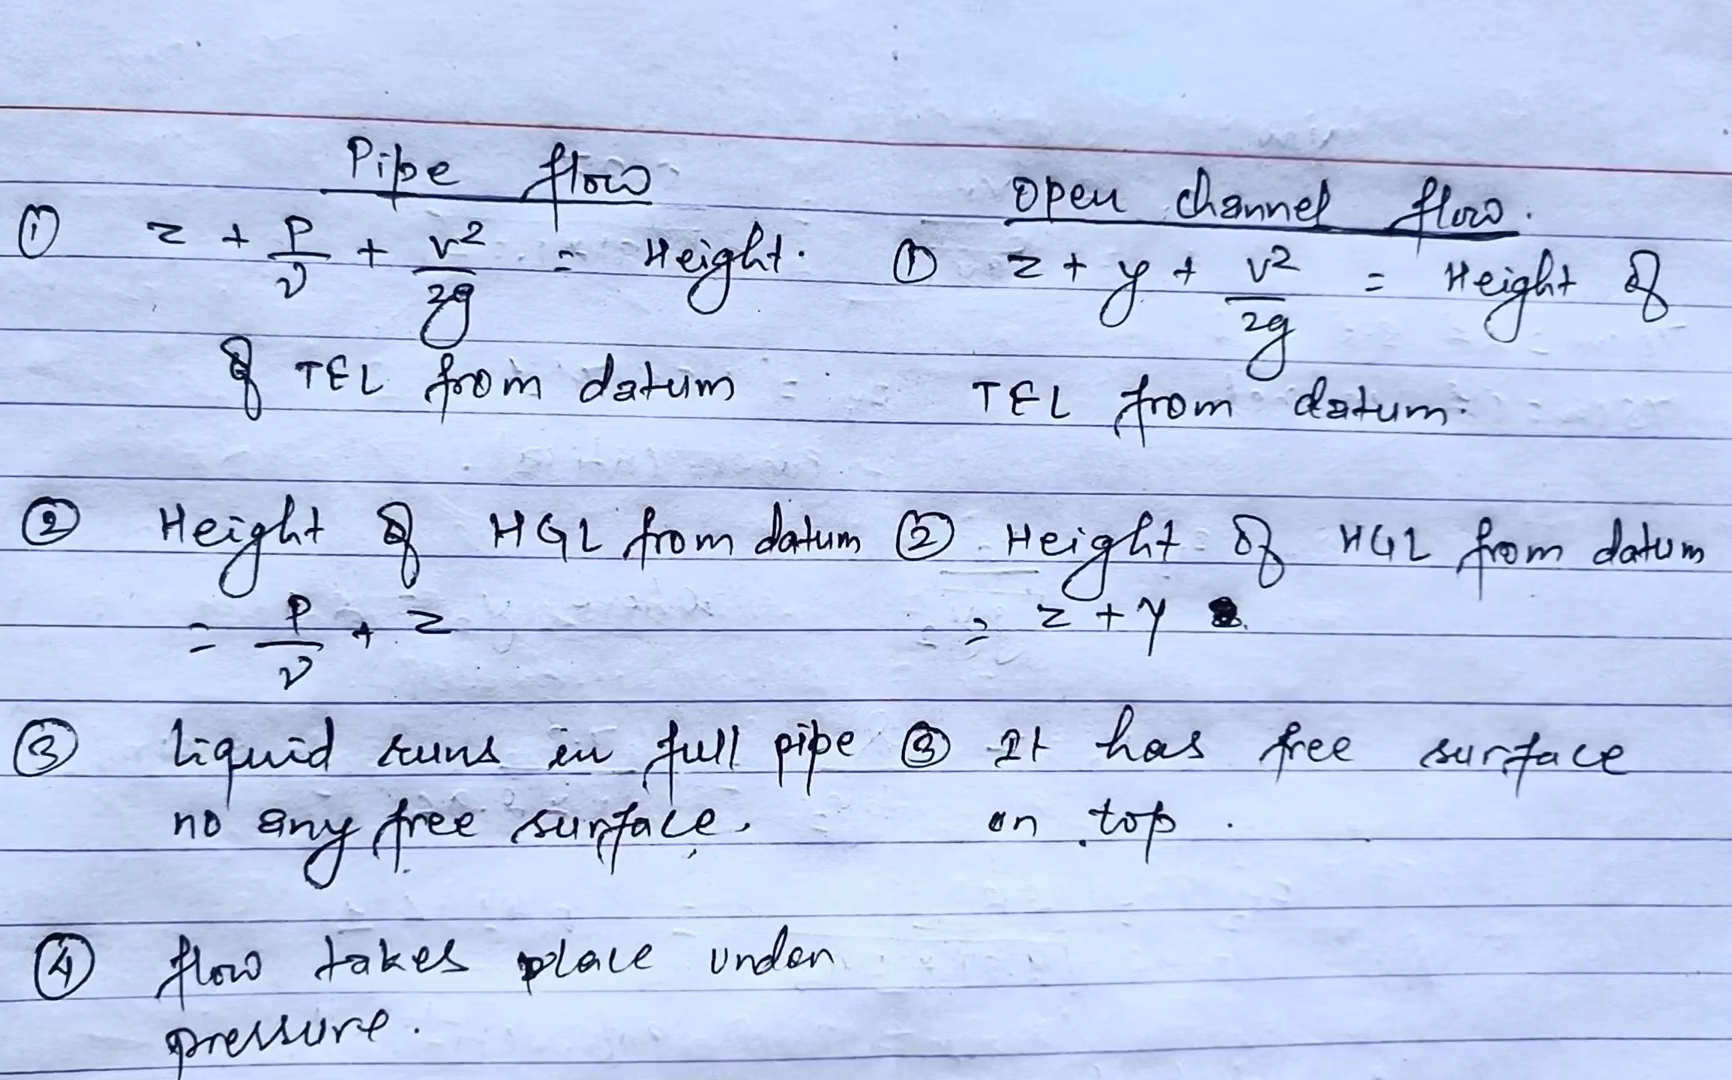 Pipe flow
① z + P/ν + v²/2g = Height.
of TEL from datum
② Height of HGL from datum
= P/ν + z
③ liquid runs in full pipe
no any free surface.
④ flow takes place under
pressure.
open channel flow.
① z + y + v²/2g = Height of
TEL from datum.
② Height of HGL from datum
= z + y
③ It has free surface
on top.